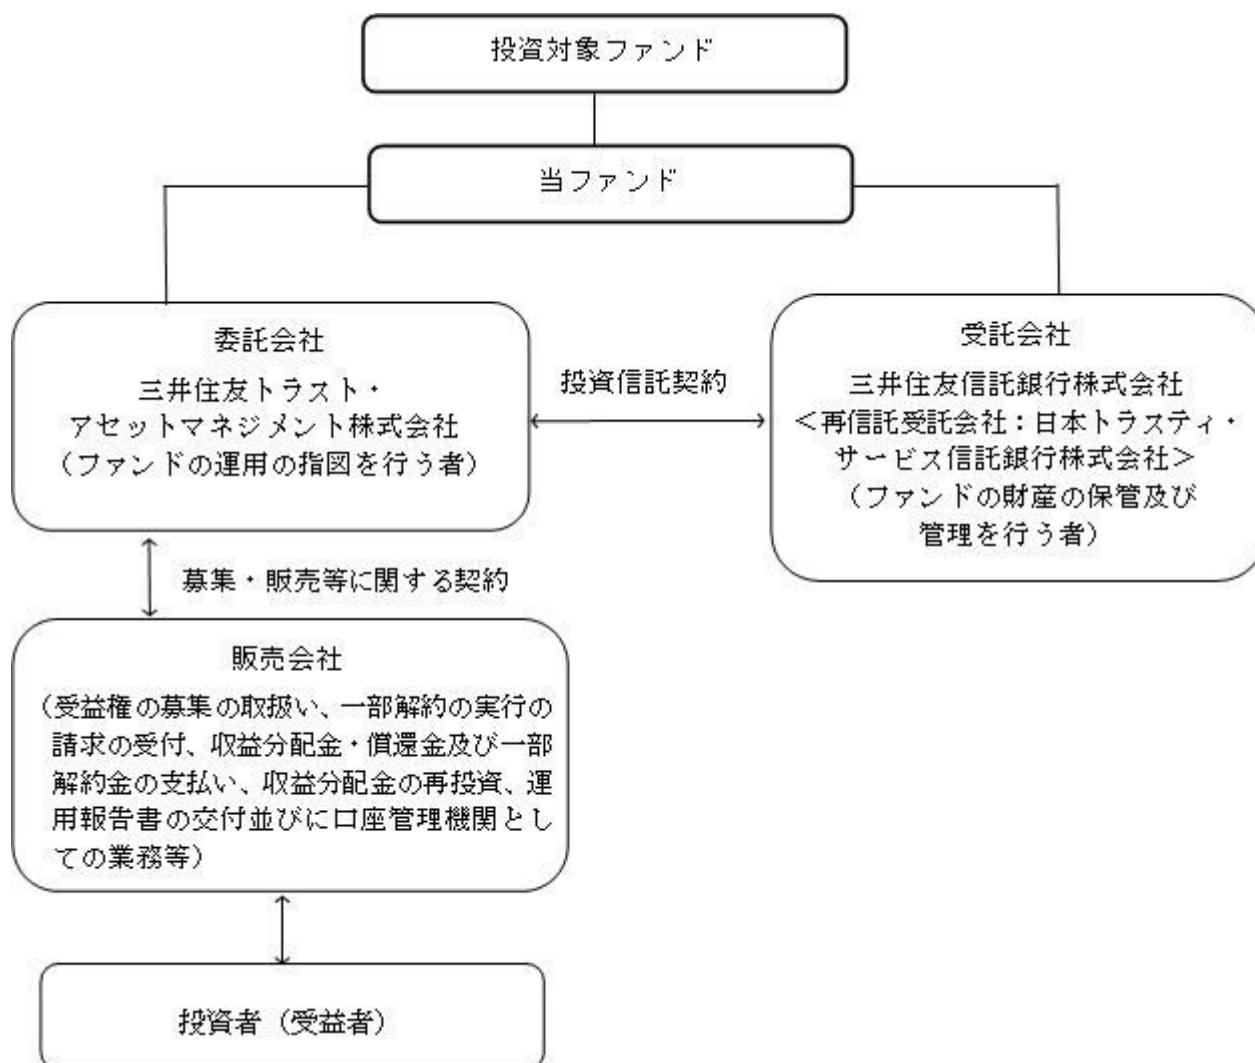 投資対象ファンド
当ファンド
委託会社
三井住友トラスト・
アセットマネジメント株式会社
（ファンドの運用の指図を行う者）
投資信託契約
受託会社
三井住友信託銀行株式会社
＜再信託受託会社：日本トラスティ・
サービス信託銀行株式会社＞
（ファンドの財産の保管及び
管理を行う者）
募集・販売等に関する契約
販売会社
（受益権の募集の取扱い、一部解約の実行の
請求の受付、収益分配金・償還金及び一部
解約金の支払い、収益分配金の再投資、運
用報告書の交付並びに口座管理機関とし
ての業務等）
投資者（受益者）